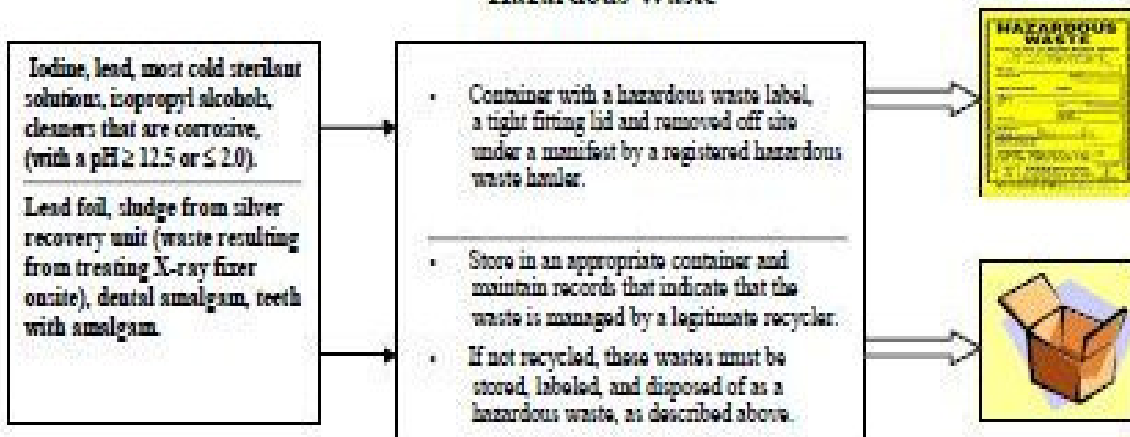 Hazardous Waste
Iodine, lead, most cold sterilant
solutions, isopropyl alcohols,
cleaners that are corrosive,
(with a pH ≥ 12.5 or ≤ 2.0).
Lead foil, sludge from silver
recovery unit (waste resulting
from treating X-ray fixer
onsite), dental amalgam, teeth
with amalgam.
• Container with a hazardous waste label,
a tight fitting lid and removed off site
under a manifest by a registered hazardous
waste hauler.
• Store in an appropriate container and
maintain records that indicate that the
waste is managed by a legitimate recycler.
• If not recycled, these wastes must be
stored, labeled, and disposed of as a
hazardous waste, as described above.
HAZARDOUS
WASTE